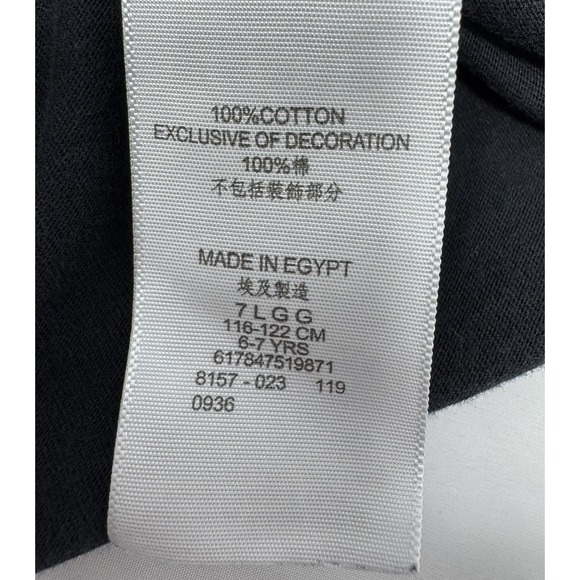 100%COTTON
EXCLUSIVE OF DECORATION
100%棉
不包括裝飾部分
MADE IN EGYPT
埃及製造
7 L G G
116-122 CM
6-7 YRS
617847519871
8157 - 023 119
0936